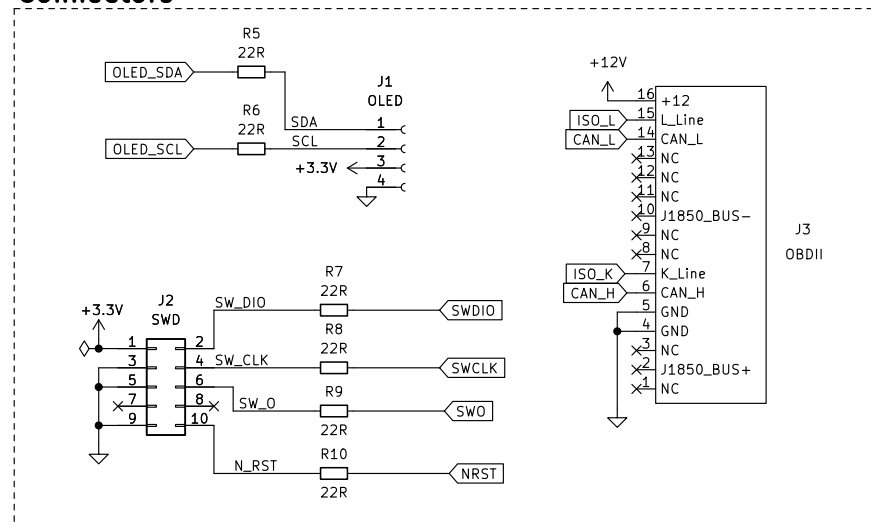 Connectors
R5
22R
OLED_SDA
R6
22R
OLED_SCL
SDA
SCL
+3.3V
J1
OLED
1
2
3
4
+3.3V
J2
SWD
1
3
5
7
9
2
4
6
8
10
SW_DIO
SW_CLK
SW_O
N_RST
R7
22R
SWDIO
R8
22R
SWCLK
R9
22R
SWO
R10
22R
NRST
+12V
16 +12
ISO_L 15 L_Line
CAN_L 14 CAN_L
13 NC
12 NC
11 NC
10 J1850_BUS-
9 NC
8 NC
ISO_K 7 K_Line
CAN_H 6 CAN_H
5 GND
4 GND
3 NC
2 J1850_BUS+
1 NC
J3
OBDII